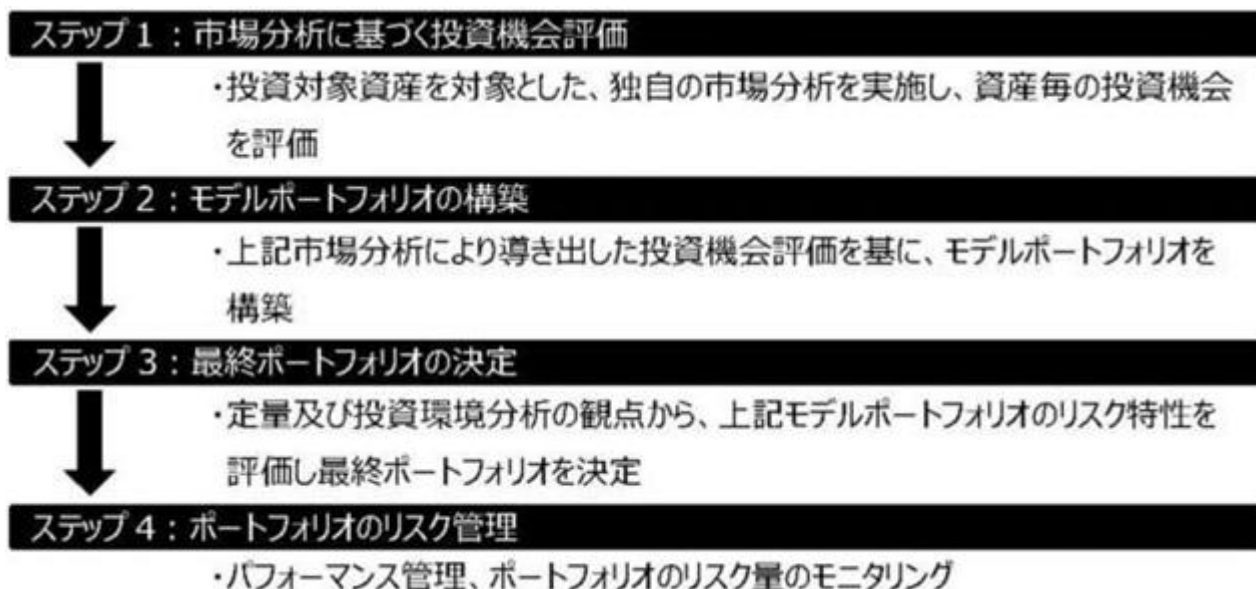 ステップ1:市場分析に基づく投資機会評価
・投資対象資産を対象とした、独自の市場分析を実施し、資産毎の投資機会
を評価
ステップ2:モデルポートフォリオの構築
・上記市場分析により導き出した投資機会評価を基に、モデルポートフォリオを
構築
ステップ3:最終ポートフォリオの決定
・定量及び投資環境分析の観点から、上記モデルポートフォリオのリスク特性を
評価し最終ポートフォリオを決定
ステップ4:ポートフォリオのリスク管理
・パフォーマンス管理、ポートフォリオのリスク量のモニタリング